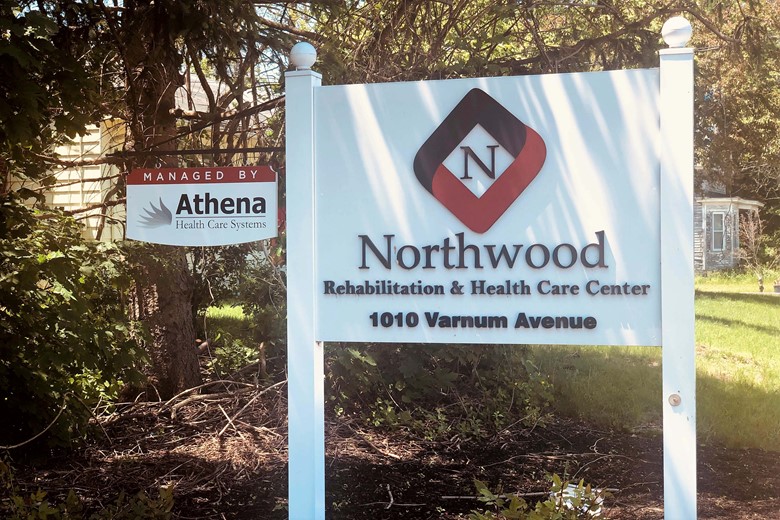 MANAGED BY
Athena
Health Care Systems
N
Northwood
Rehabilitation & Health Care Center
1010 Varnum Avenue